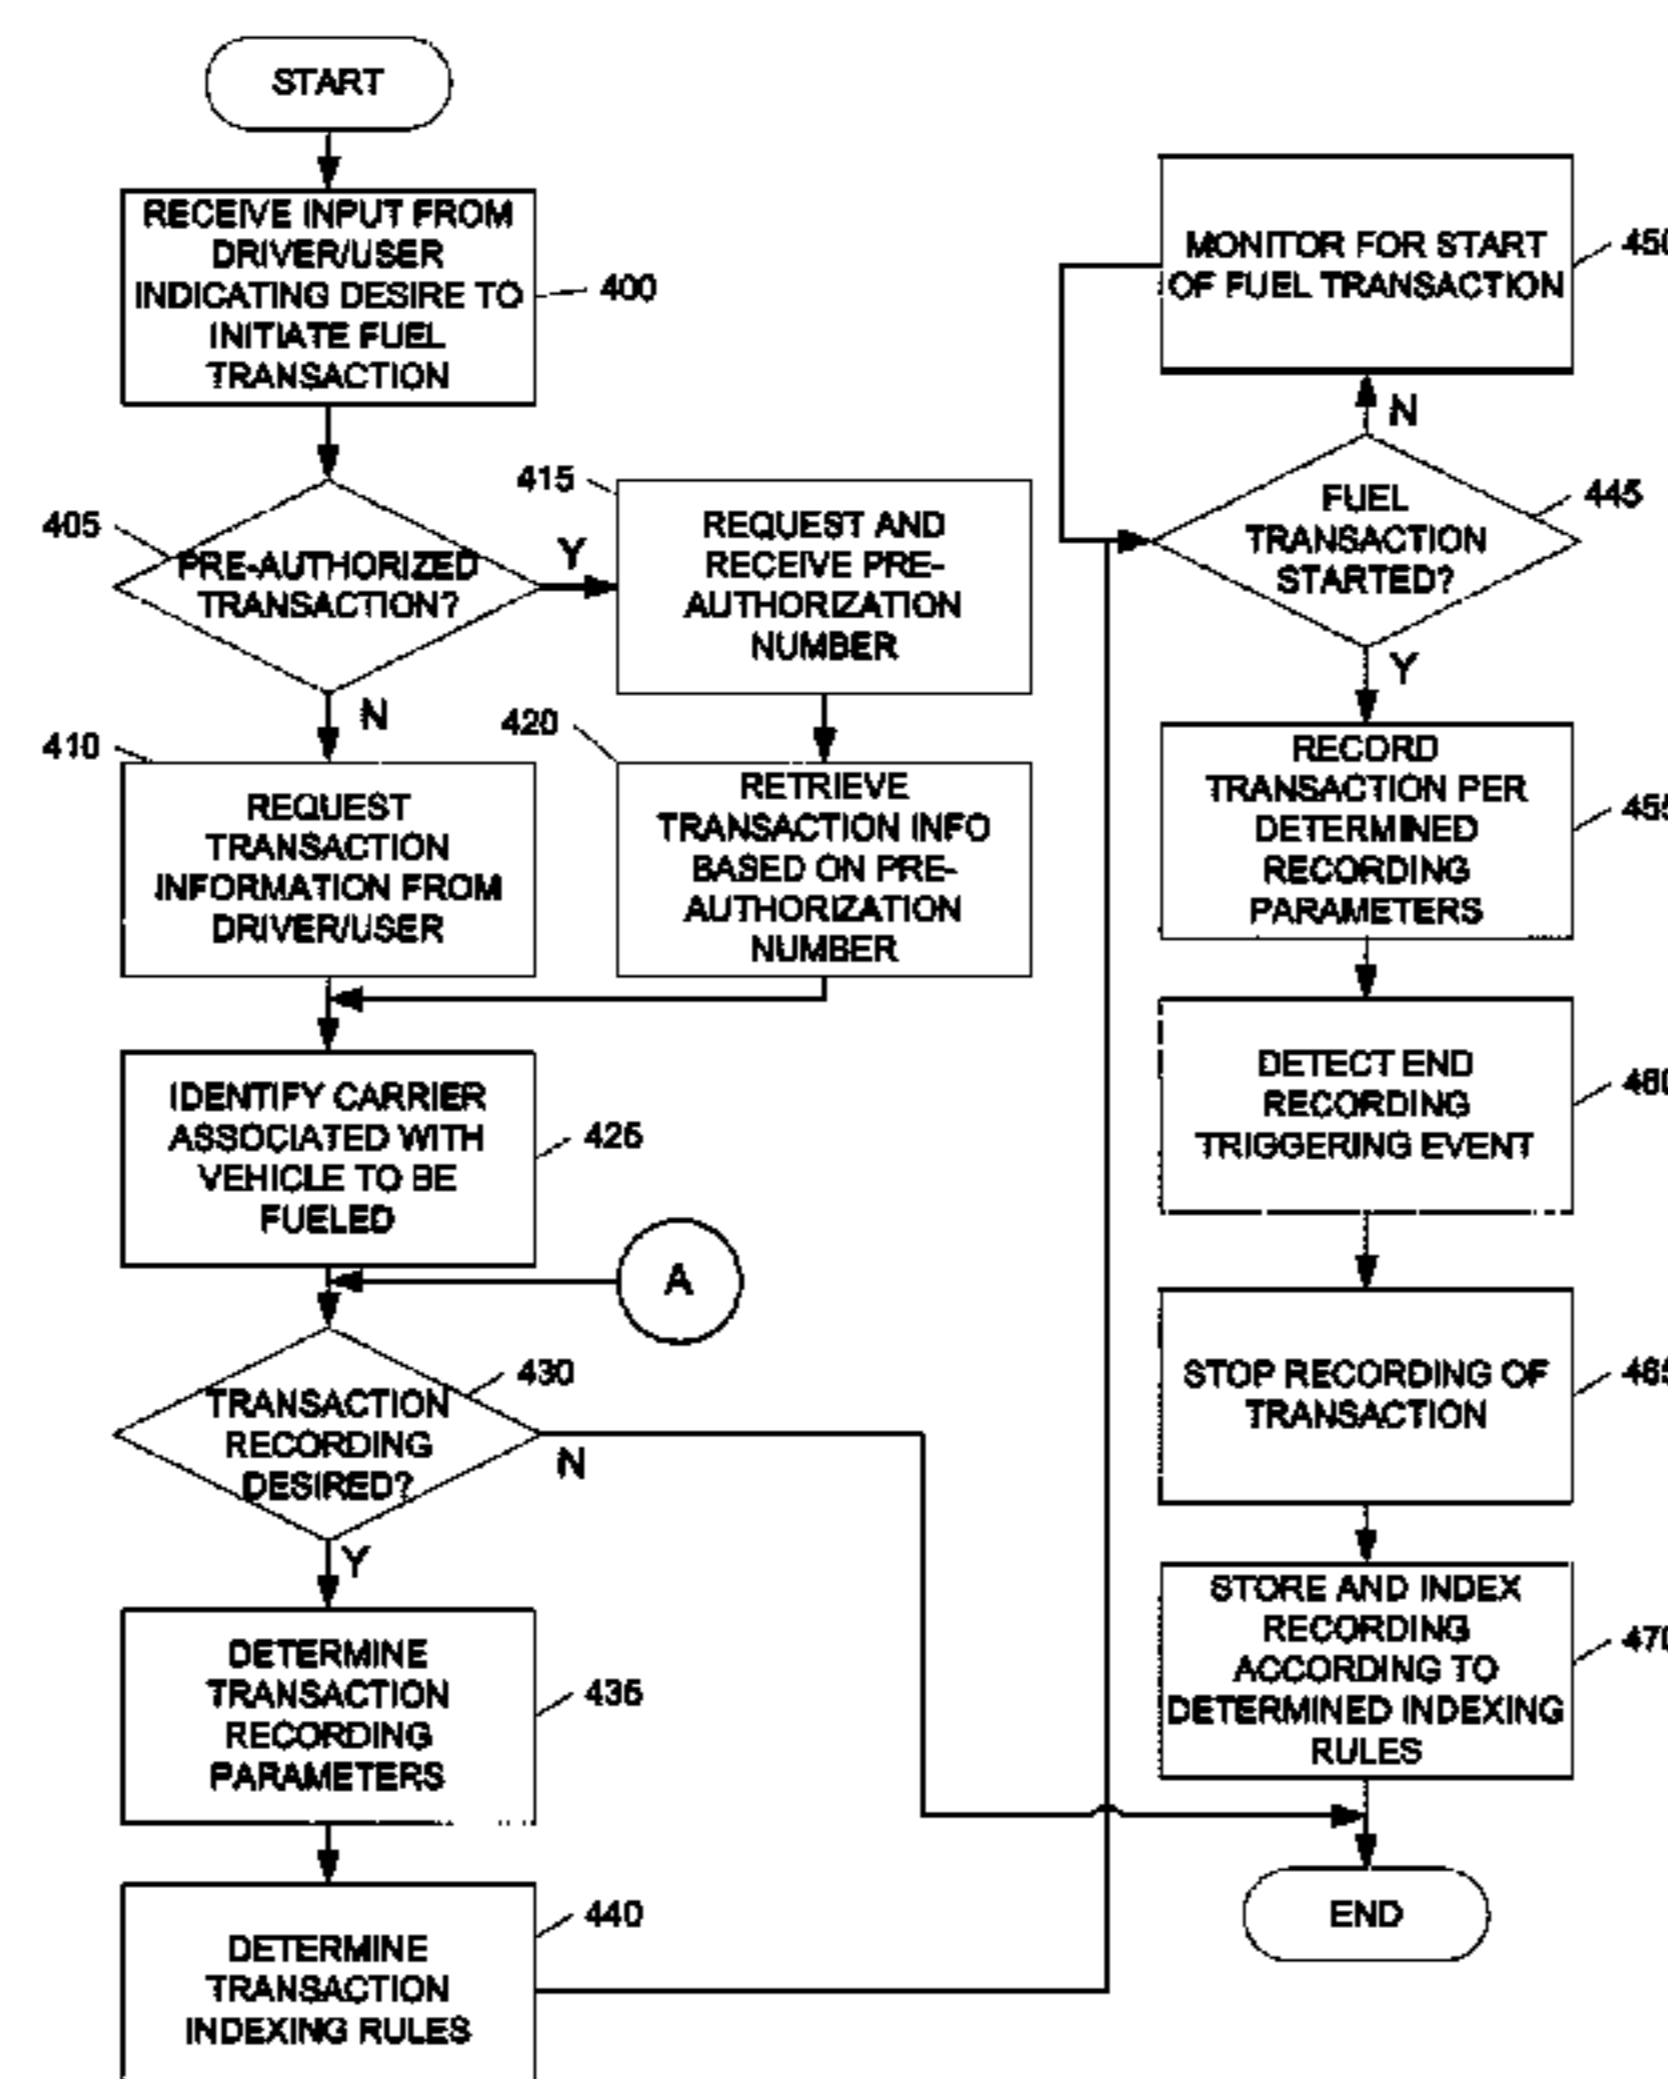 START
RECEIVE INPUT FROM
DRIVER/USER
INDICATING DESIRE TO
INITIATE FUEL
TRANSACTION
400
405
PRE-AUTHORIZED
TRANSACTION?
Y
N
415
REQUEST AND
RECEIVE PRE-
AUTHORIZATION
NUMBER
410
REQUEST
TRANSACTION
INFORMATION FROM
DRIVER/USER
420
RETRIEVE
TRANSACTION INFO
BASED ON PRE-
AUTHORIZATION
NUMBER
IDENTIFY CARRIER
ASSOCIATED WITH
VEHICLE TO BE
FUELED
425
A
TRANSACTION
RECORDING
DESIRED?
430
N
Y
DETERMINE
TRANSACTION
RECORDING
PARAMETERS
435
DETERMINE
TRANSACTION
INDEXING RULES
440
MONITOR FOR START
OF FUEL TRANSACTION
450
N
FUEL
TRANSACTION
STARTED?
445
Y
RECORD
TRANSACTION PER
DETERMINED
RECORDING
PARAMETERS
455
DETECT END
RECORDING
TRIGGERING EVENT
460
STOP RECORDING OF
TRANSACTION
465
STORE AND INDEX
RECORDING
ACCORDING TO
DETERMINED INDEXING
RULES
470
END